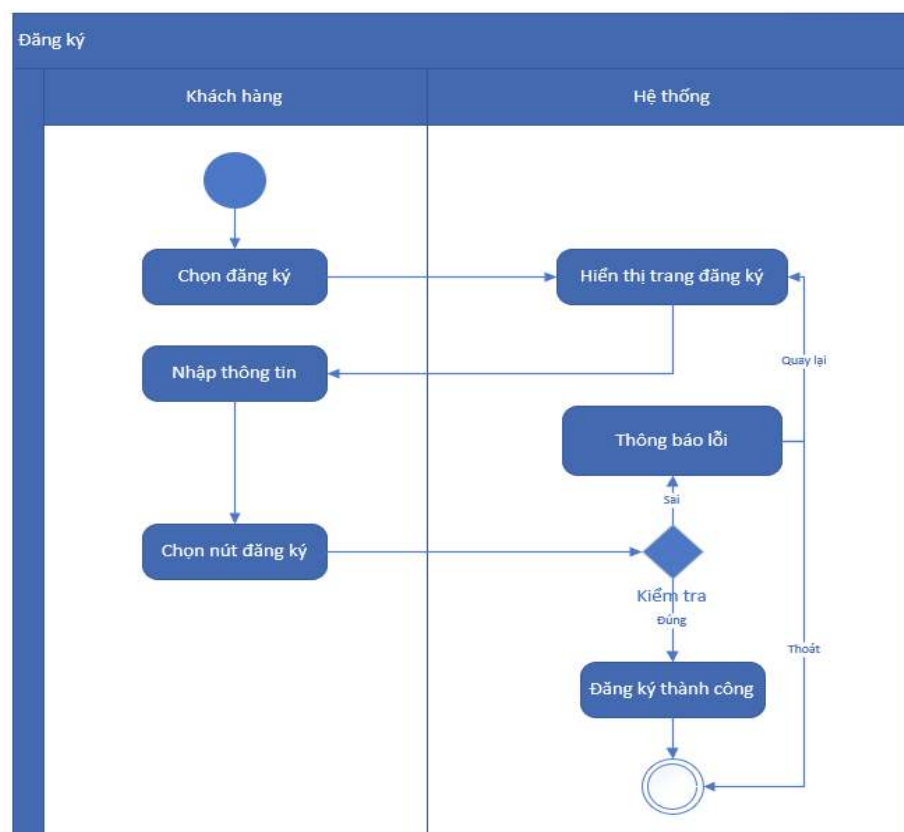 Đăng ký
Khách hàng
Hệ thống
Chọn đăng ký
Hiển thị trang đăng ký
Quay lại
Nhập thông tin
Thông báo lỗi
Sai
Chọn nút đăng ký
Kiểm tra
Đúng
Thoát
Đăng ký thành công